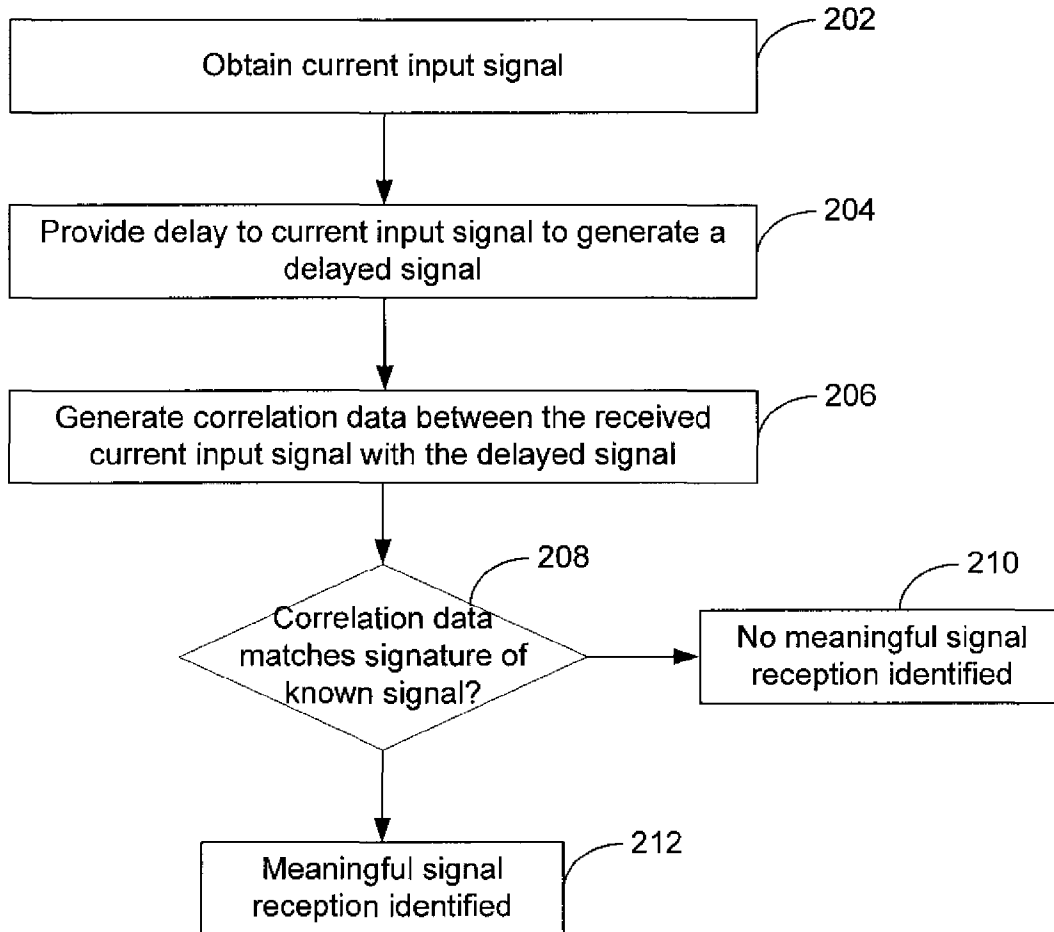 202
Obtain current input signal
204
Provide delay to current input signal to generate a
delayed signal
206
Generate correlation data between the received
current input signal with the delayed signal
208
Correlation data
matches signature of
known signal?
210
No meaningful signal
reception identified
212
Meaningful signal
reception identified